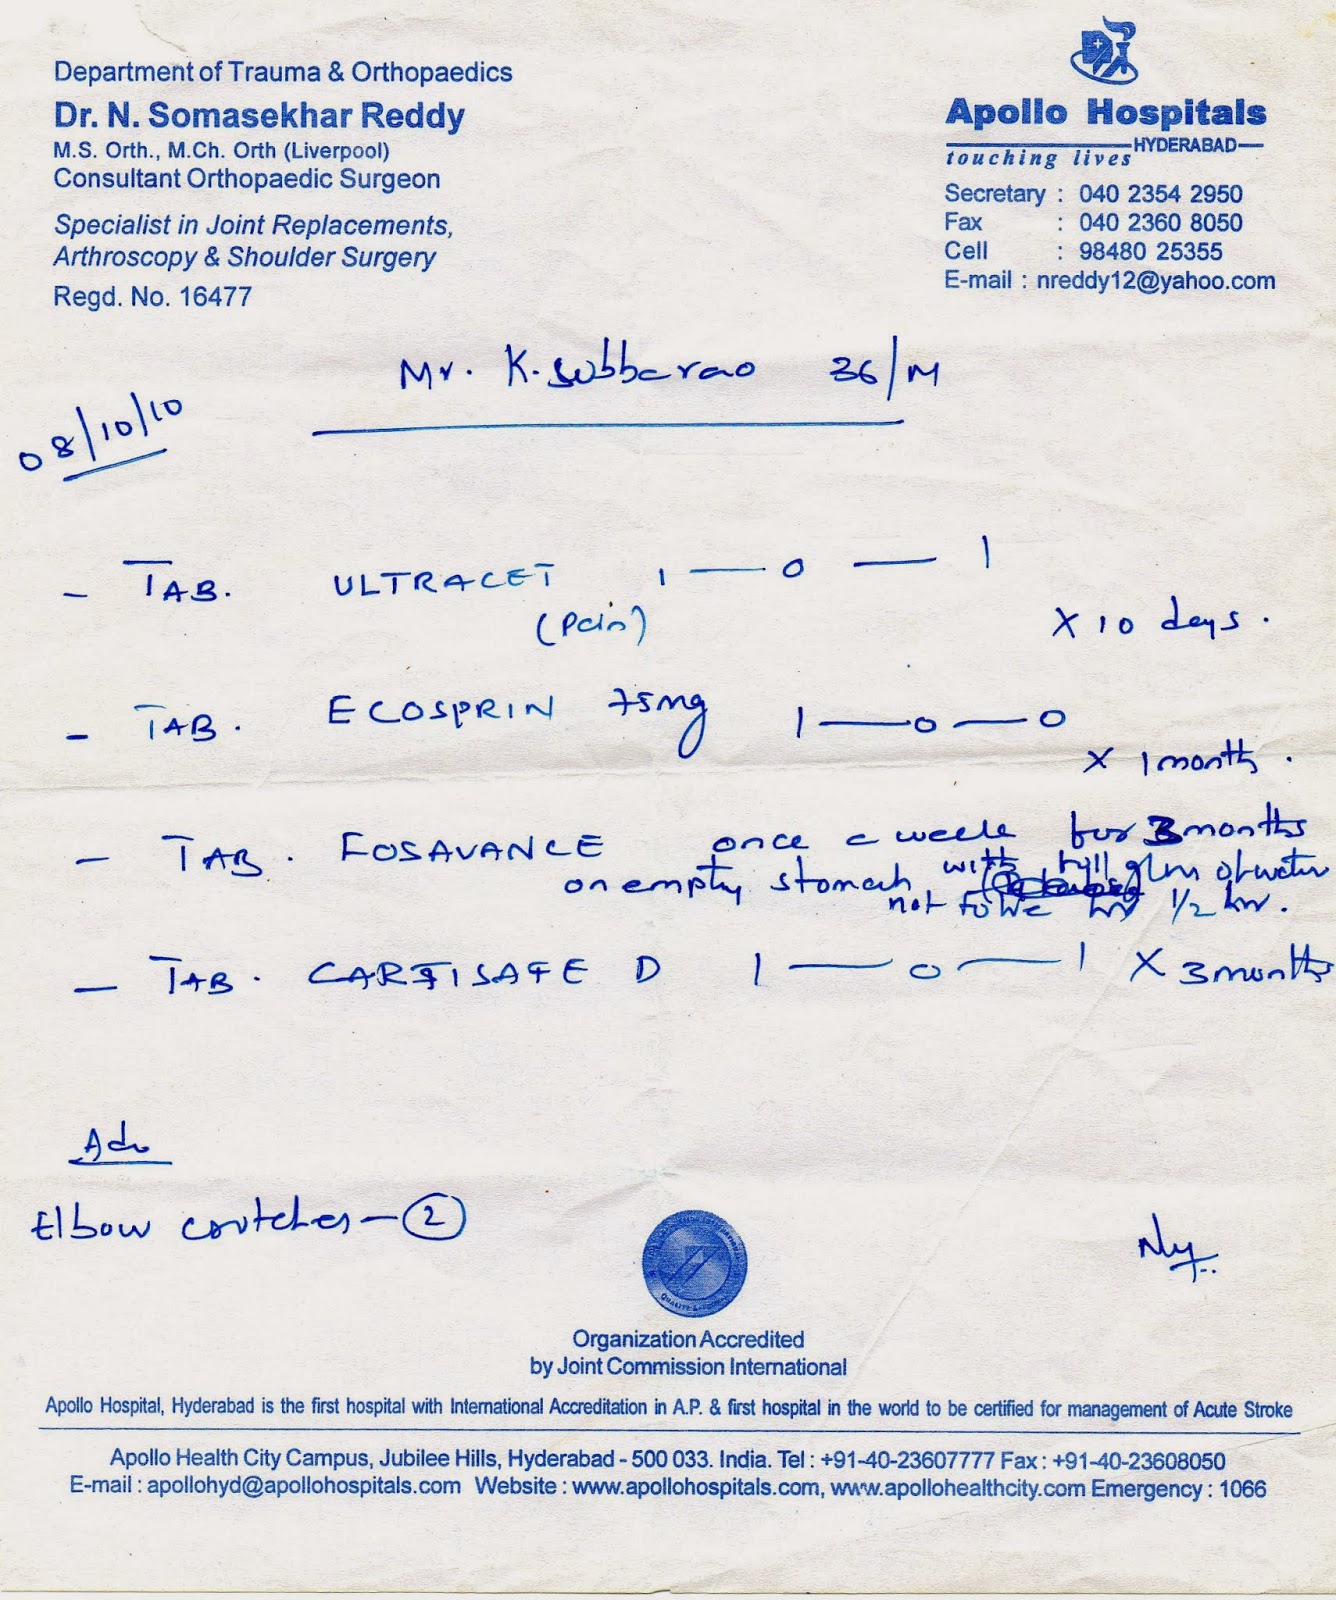 Department of Trauma & Orthopaedics
Dr. N. Somasekhar Reddy
M.S. Orth., M.Ch. Orth (Liverpool)
Consultant Orthopaedic Surgeon
Specialist in Joint Replacements,
Arthroscopy & Shoulder Surgery
Regd. No. 16477
Apollo Hospitals
HYDERABAD
touching lives
Secretary : 040 2354 2950
Fax : 040 2360 8050
Cell : 98480 25355
E-mail : nreddy12@yahoo.com
Mr. K. Subbarao 36/M
08/10/10
- TAB. ULTRACET 1 — 0 — 1
(Pain) X 10 days.
- TAB. ECOSPRIN 75mg 1 — 0 — 0
X 1 month.
- TAB. FOSAVANCE once a week for 3 months
on empty stomach with full glass of water
not to lie for 1/2 hr.
- TAB. CARTISAFE D 1 — 0 — 1 X 3 months
Adv
Elbow crutches - 2
Organization Accredited
by Joint Commission International
Apollo Hospital, Hyderabad is the first hospital with International Accreditation in A.P. & first hospital in the world to be certified for management of Acute Stroke
Apollo Health City Campus, Jubilee Hills, Hyderabad - 500 033. India. Tel : +91-40-23607777 Fax : +91-40-23608050
E-mail : apollohyd@apollohospitals.com Website : www.apollohospitals.com, www.apollohealthcity.com Emergency : 1066